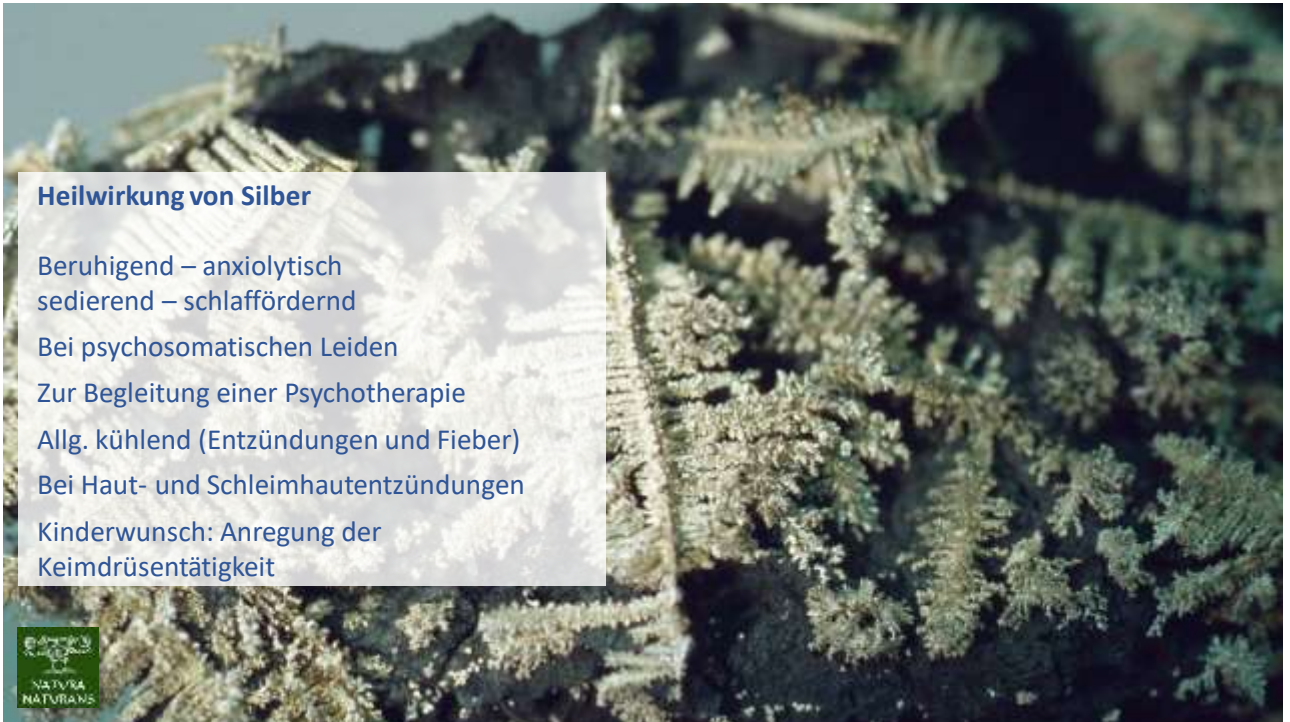 Heilwirkung von Silber
Beruhigend – anxiolytisch
sedierend – schlaffördernd
Bei psychosomatischen Leiden
Zur Begleitung einer Psychotherapie
Allg. kühlend (Entzündungen und Fieber)
Bei Haut- und Schleimhautentzündungen
Kinderwunsch: Anregung der
Keimdrüsentätigkeit
NATVRA
NATVRANS